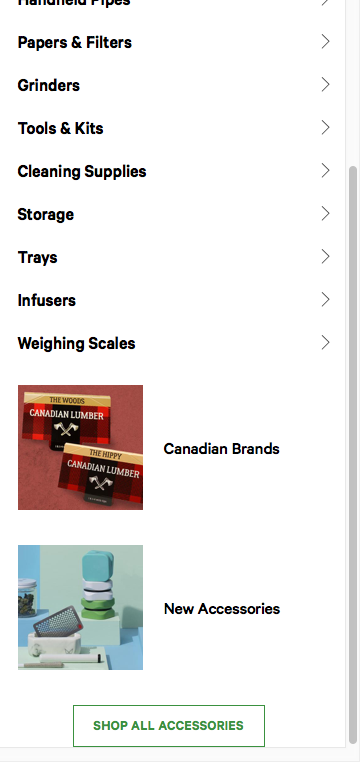 Handheld Pipes
Papers & Filters
Grinders
Tools & Kits
Cleaning Supplies
Storage
Trays
Infusers
Weighing Scales
THE WOODS
CANADIAN LUMBER
THE HIPPY
CANADIAN LUMBER
Canadian Brands
New Accessories
SHOP ALL ACCESSORIES